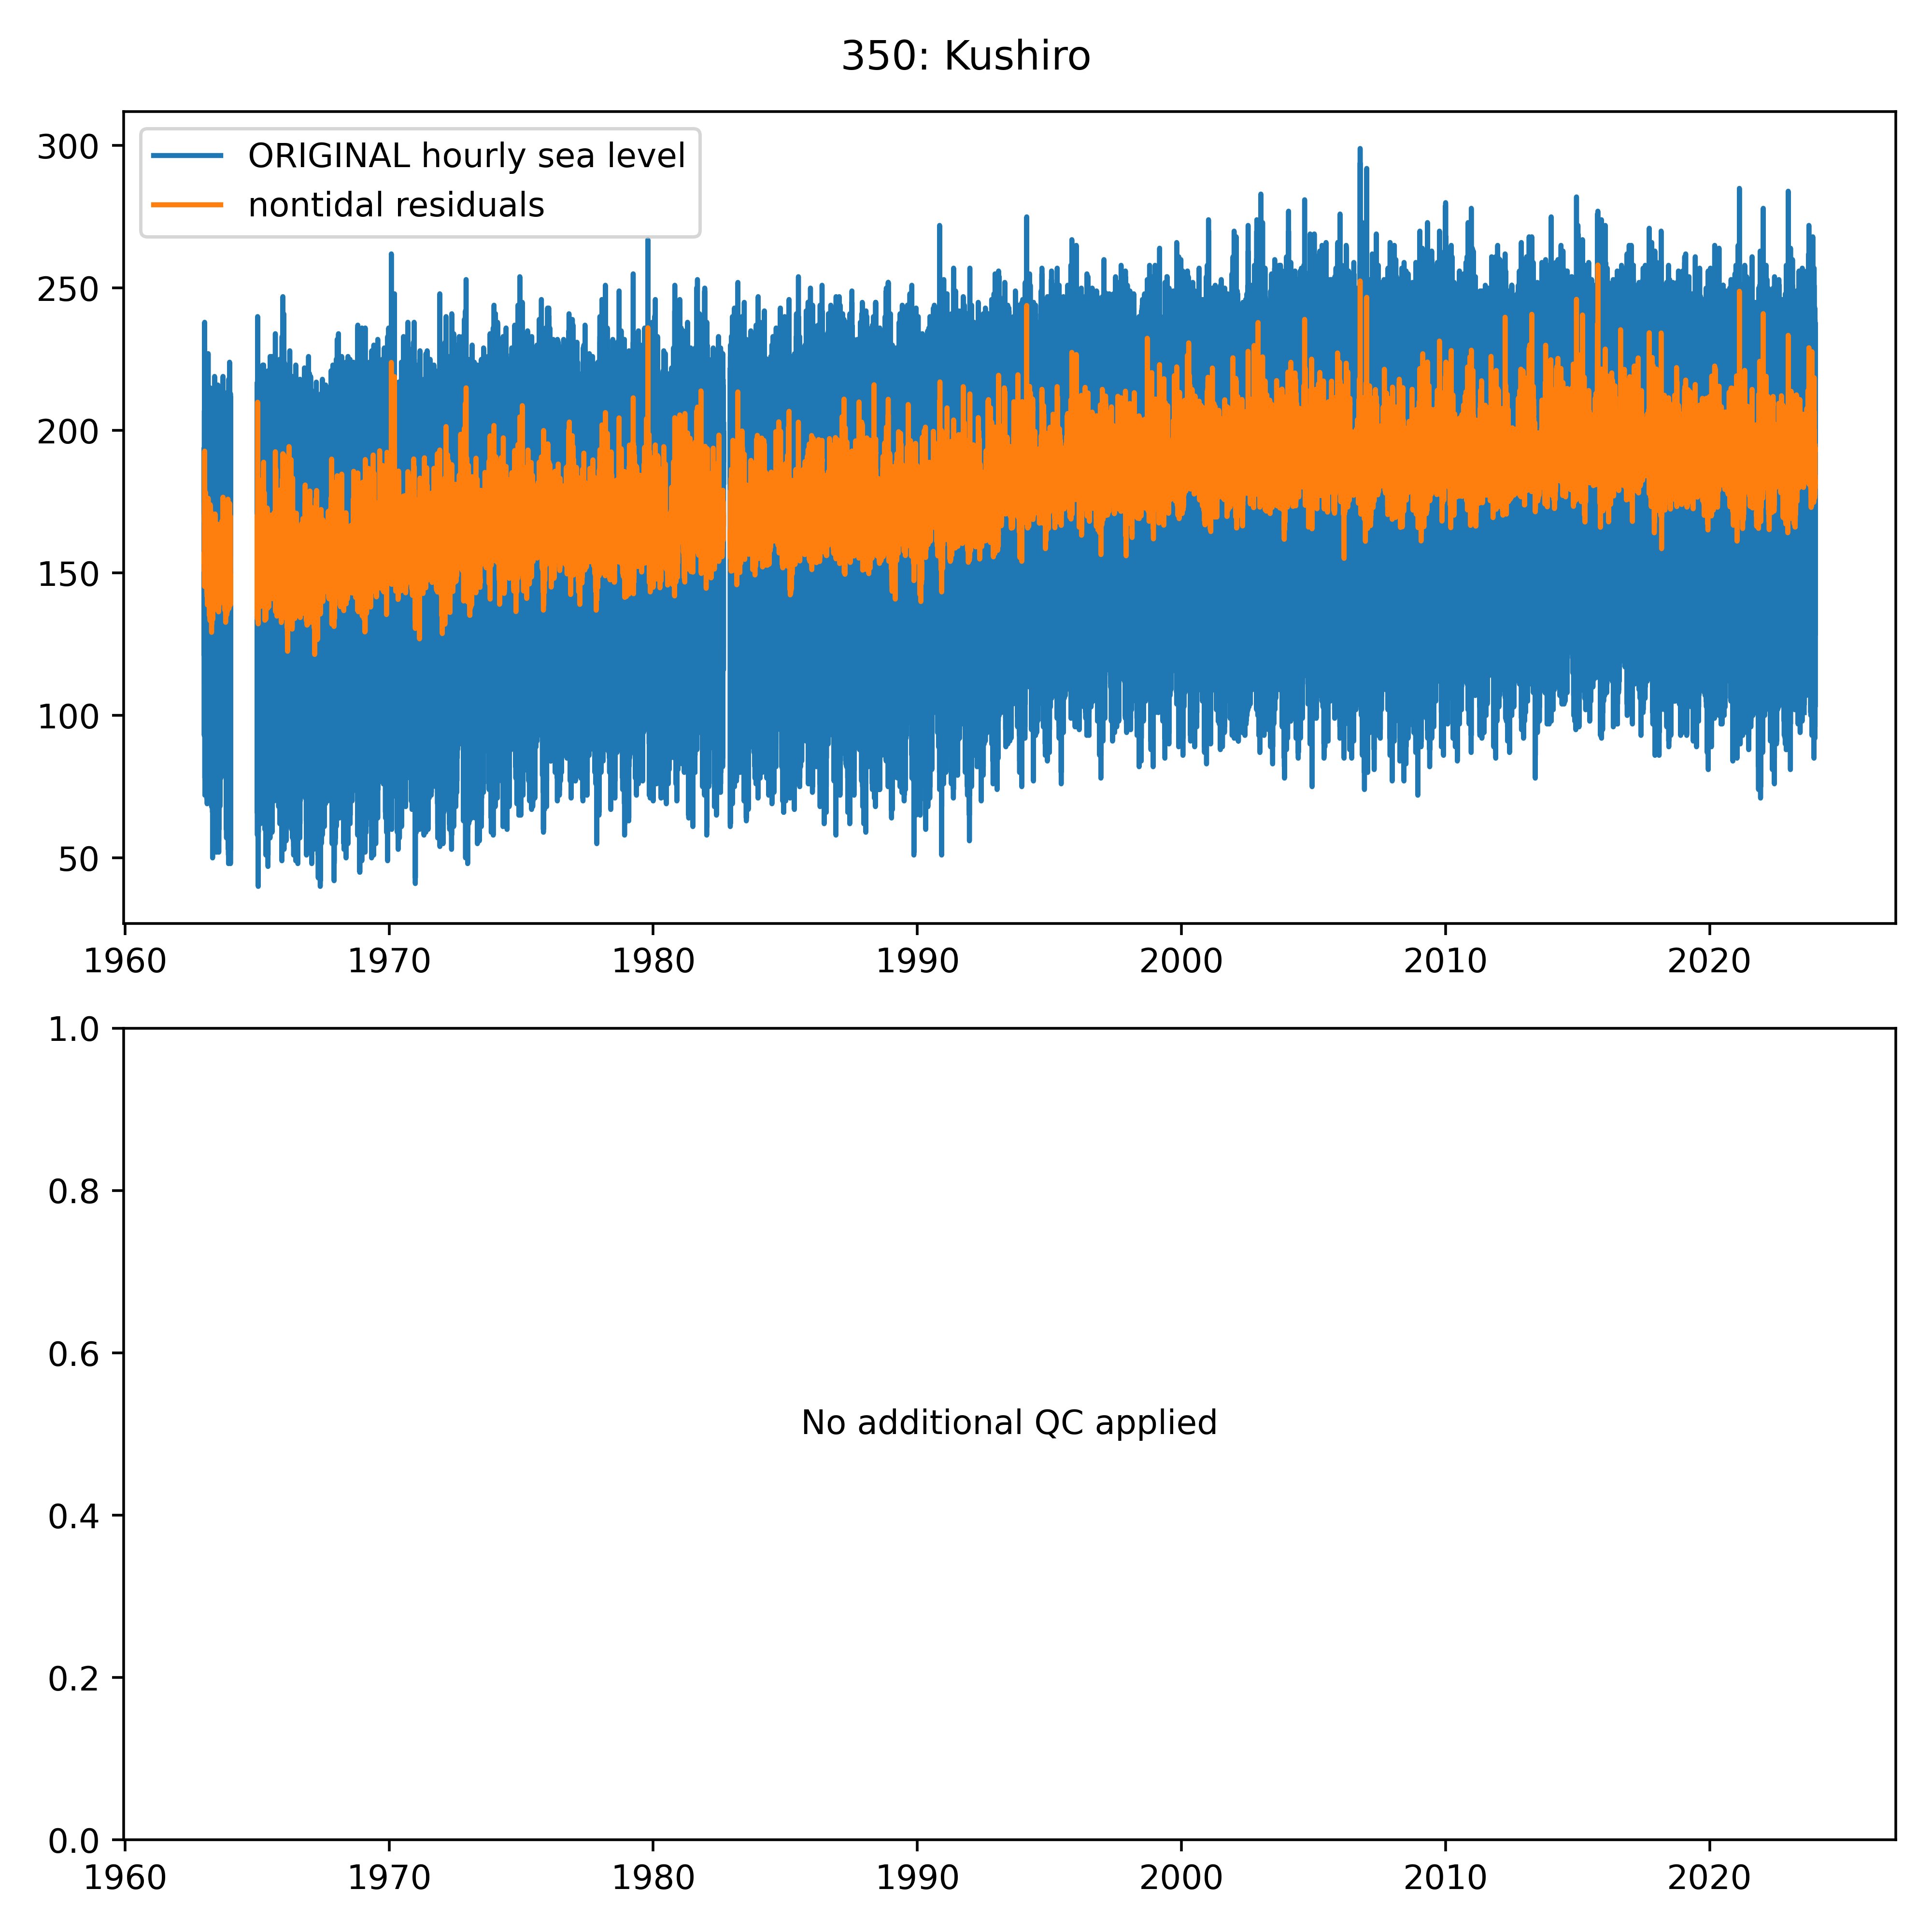 350: Kushiro
ORIGINAL hourly sea level
nontidal residuals
300
250
200
150
100
50
1960 1970 1980 1990 2000 2010 2020
1.0
0.8
0.6
No additional QC applied
0.4
0.2
0.0
1960 1970 1980 1990 2000 2010 2020